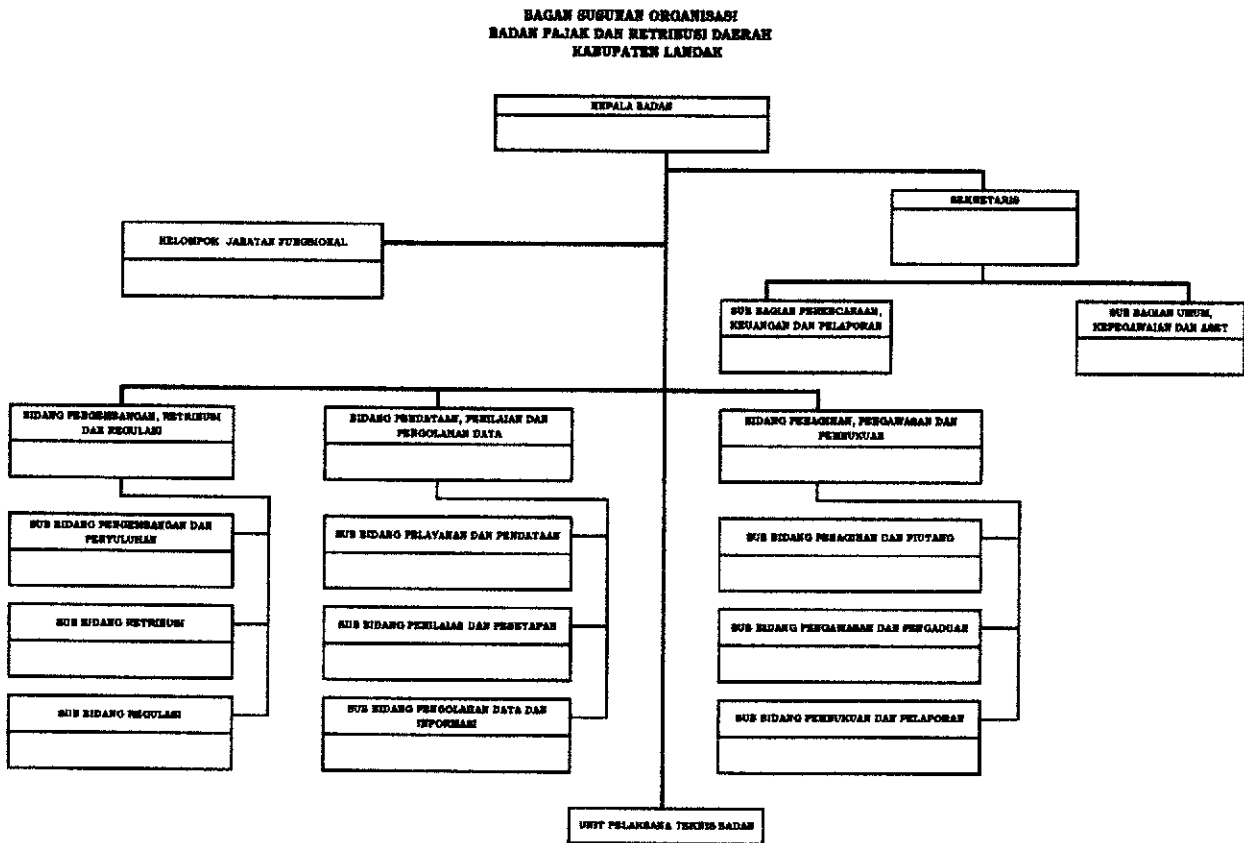 BAGAN SUSUNAN ORGANISASI
BADAN PAJAK DAN RETRIBUSI DAERAH
KABUPATEN LANDAK
KEPALA BADAN
SEKRETARIS
KELOMPOK JABATAN FUNGSIONAL
SUB BAGIAN PERENCANAAN,
KEUANGAN DAN PELAPORAN
SUB BAGIAN UMUM,
KEPEGAWAIAN DAN ASET
BIDANG PENGEMBANGAN, RETRIBUSI
DAN REGULASI
BIDANG PENDATAAN, PENILAIAN DAN
PENGOLAHAN DATA
BIDANG PENAGIHAN, PENGAWASAN DAN
PEMBUKUAN
SUB BIDANG PENGEMBANGAN DAN
PENYULUHAN
SUB BIDANG PELAYANAN DAN PENDATAAN
SUB BIDANG PENAGIHAN DAN PIUTANG
SUB BIDANG RETRIBUSI
SUB BIDANG PENILAIAN DAN PENETAPAN
SUB BIDANG PENGAWASAN DAN PENGADUAN
SUB BIDANG REGULASI
SUB BIDANG PENGOLAHAN DATA DAN
INFORMASI
SUB BIDANG PEMBUKUAN DAN PELAPORAN
UNIT PELAKSANA TEKNIS BADAN